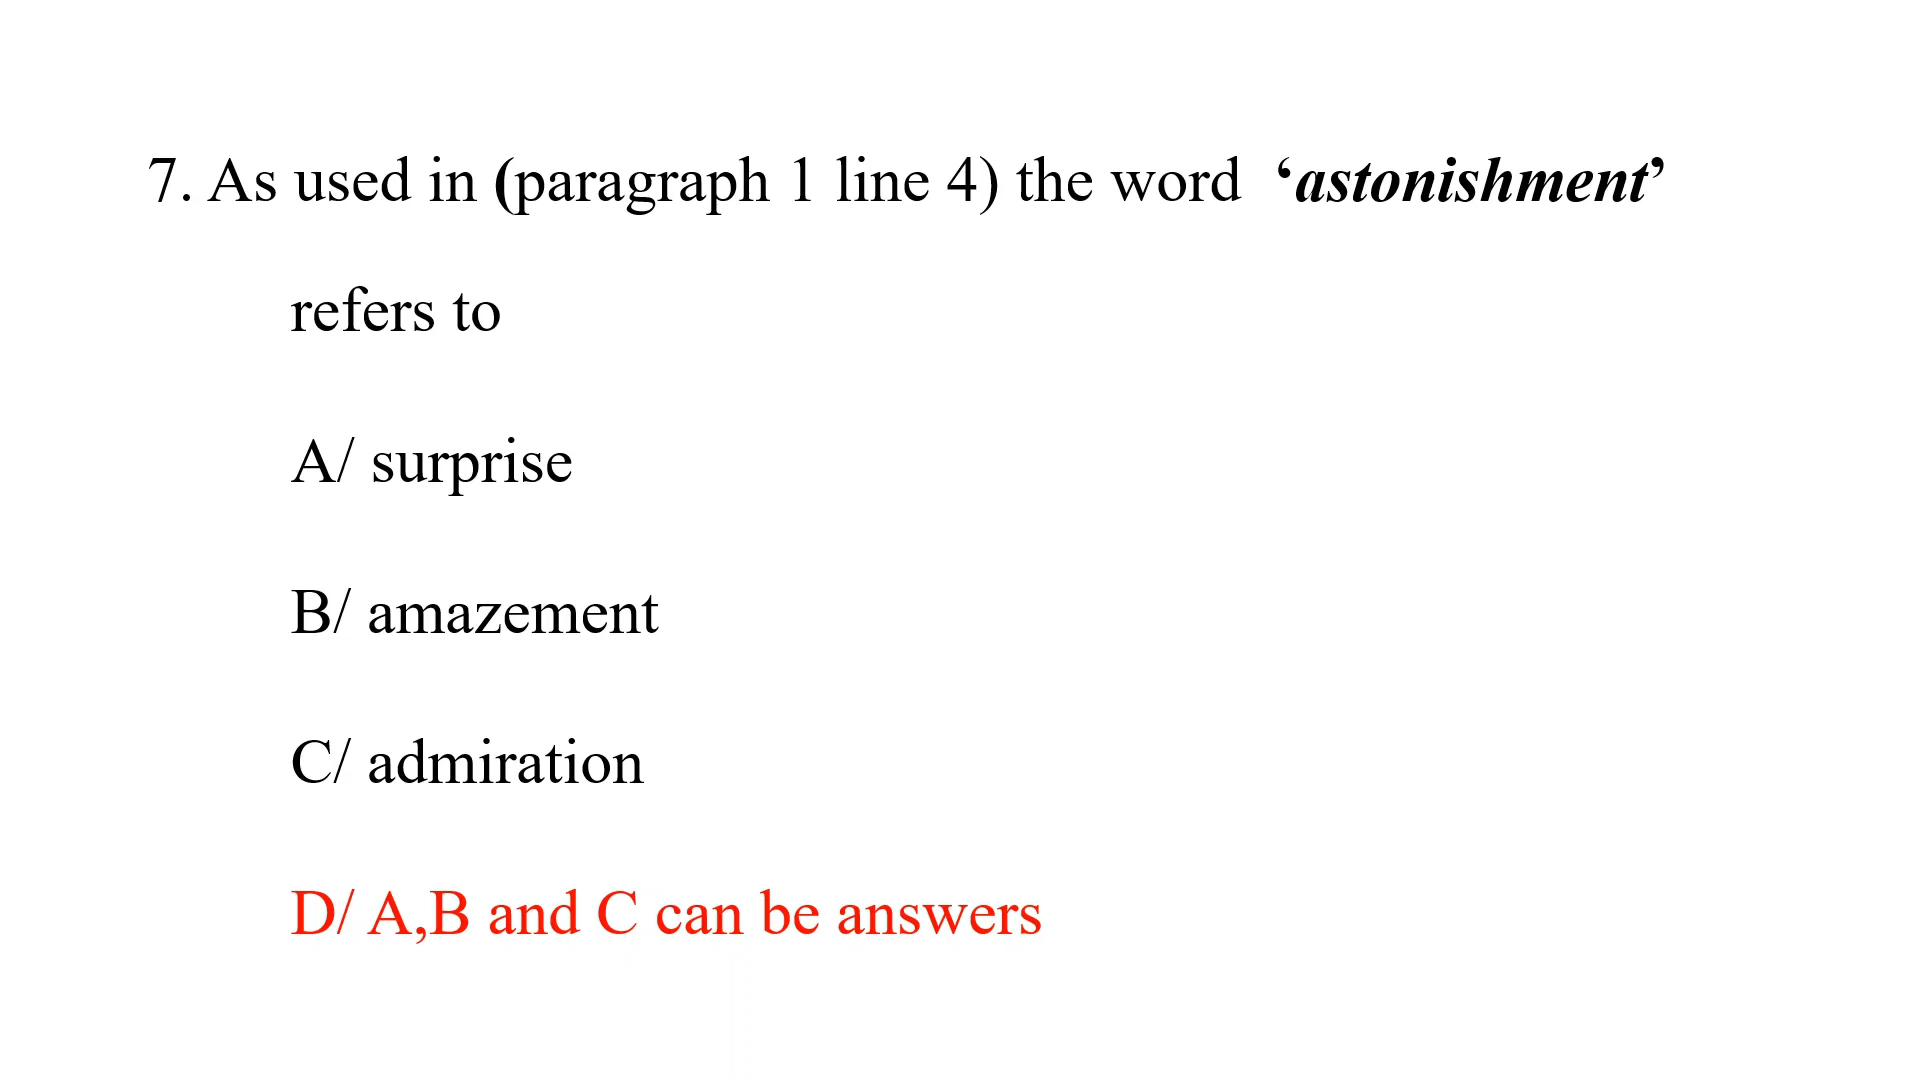 7. As used in (paragraph 1 line 4) the word ‘astonishment’
refers to
A/ surprise
B/ amazement
C/ admiration
D/ A,B and C can be answers